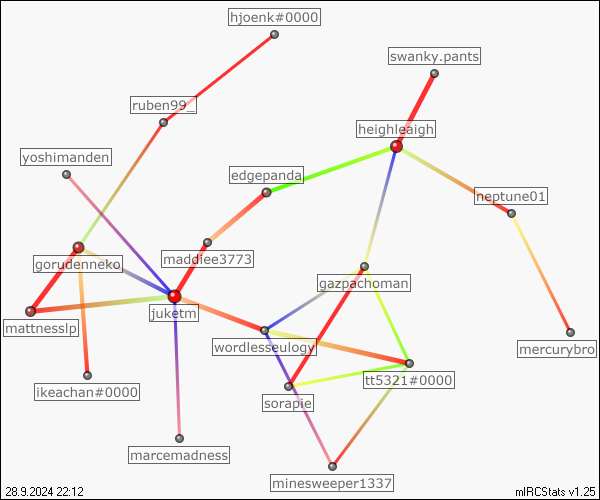 hjoenk#0000
swanky.pants
ruben99_
heighleaigh
yoshimanden
edgepanda
neptune01
maddiee3773
gorudenneko
gazpachoman
juketm
mattnesslp
wordlesseulogy
mercurybro
tt5321#0000
ikeachan#0000
sorapie
marcemadness
minesweeper1337
28.9.2024 22:12
mIRCStats v1.25